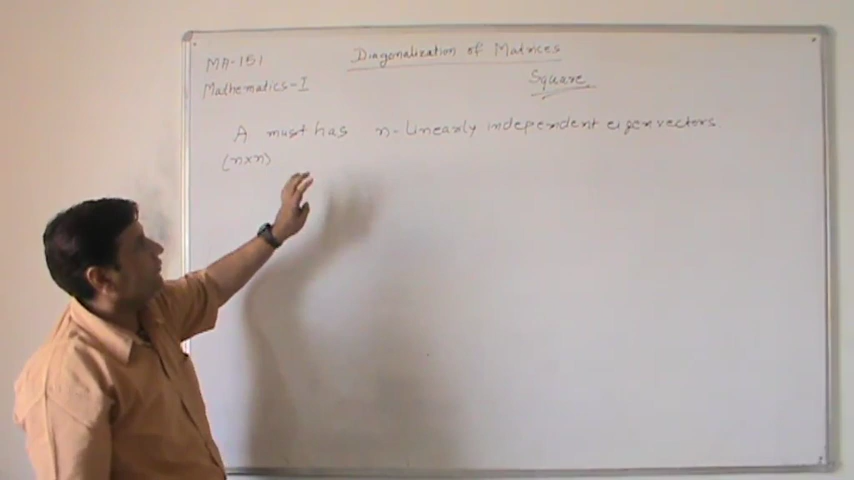 MA-151
Diagonalization of Matrices
Mathematics-I
Square
A must has n-linearly independent eigenvectors.
(n×n)